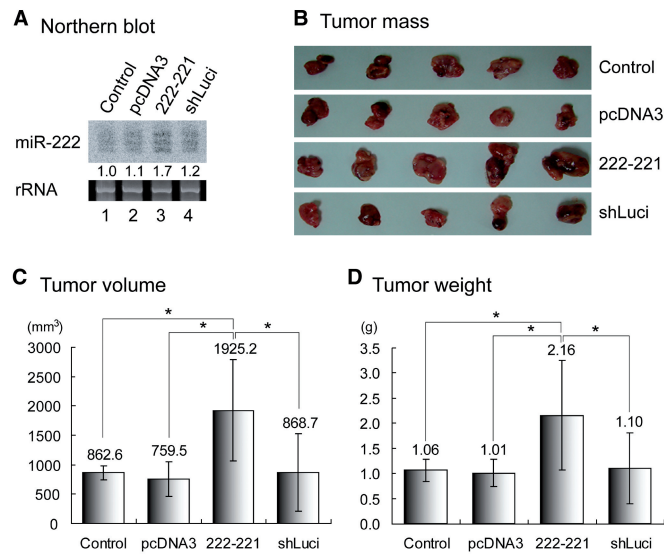 A Northern blot
Control
pcDNA3
222-221
shLuci
miR-222
1.0 1.1 1.7 1.2
rRNA
1 2 3 4
B Tumor mass
Control
pcDNA3
222-221
shLuci
C Tumor volume
(mm³)
* * *
3000
2500
2000
1500
1000
500
0
862.6
759.5
1925.2
868.7
Control pcDNA3 222-221 shLuci
D Tumor weight
(g)
* * *
3.5
3.0
2.5
2.0
1.5
1.0
0.5
0.0
1.06
1.01
2.16
1.10
Control pcDNA3 222-221 shLuci